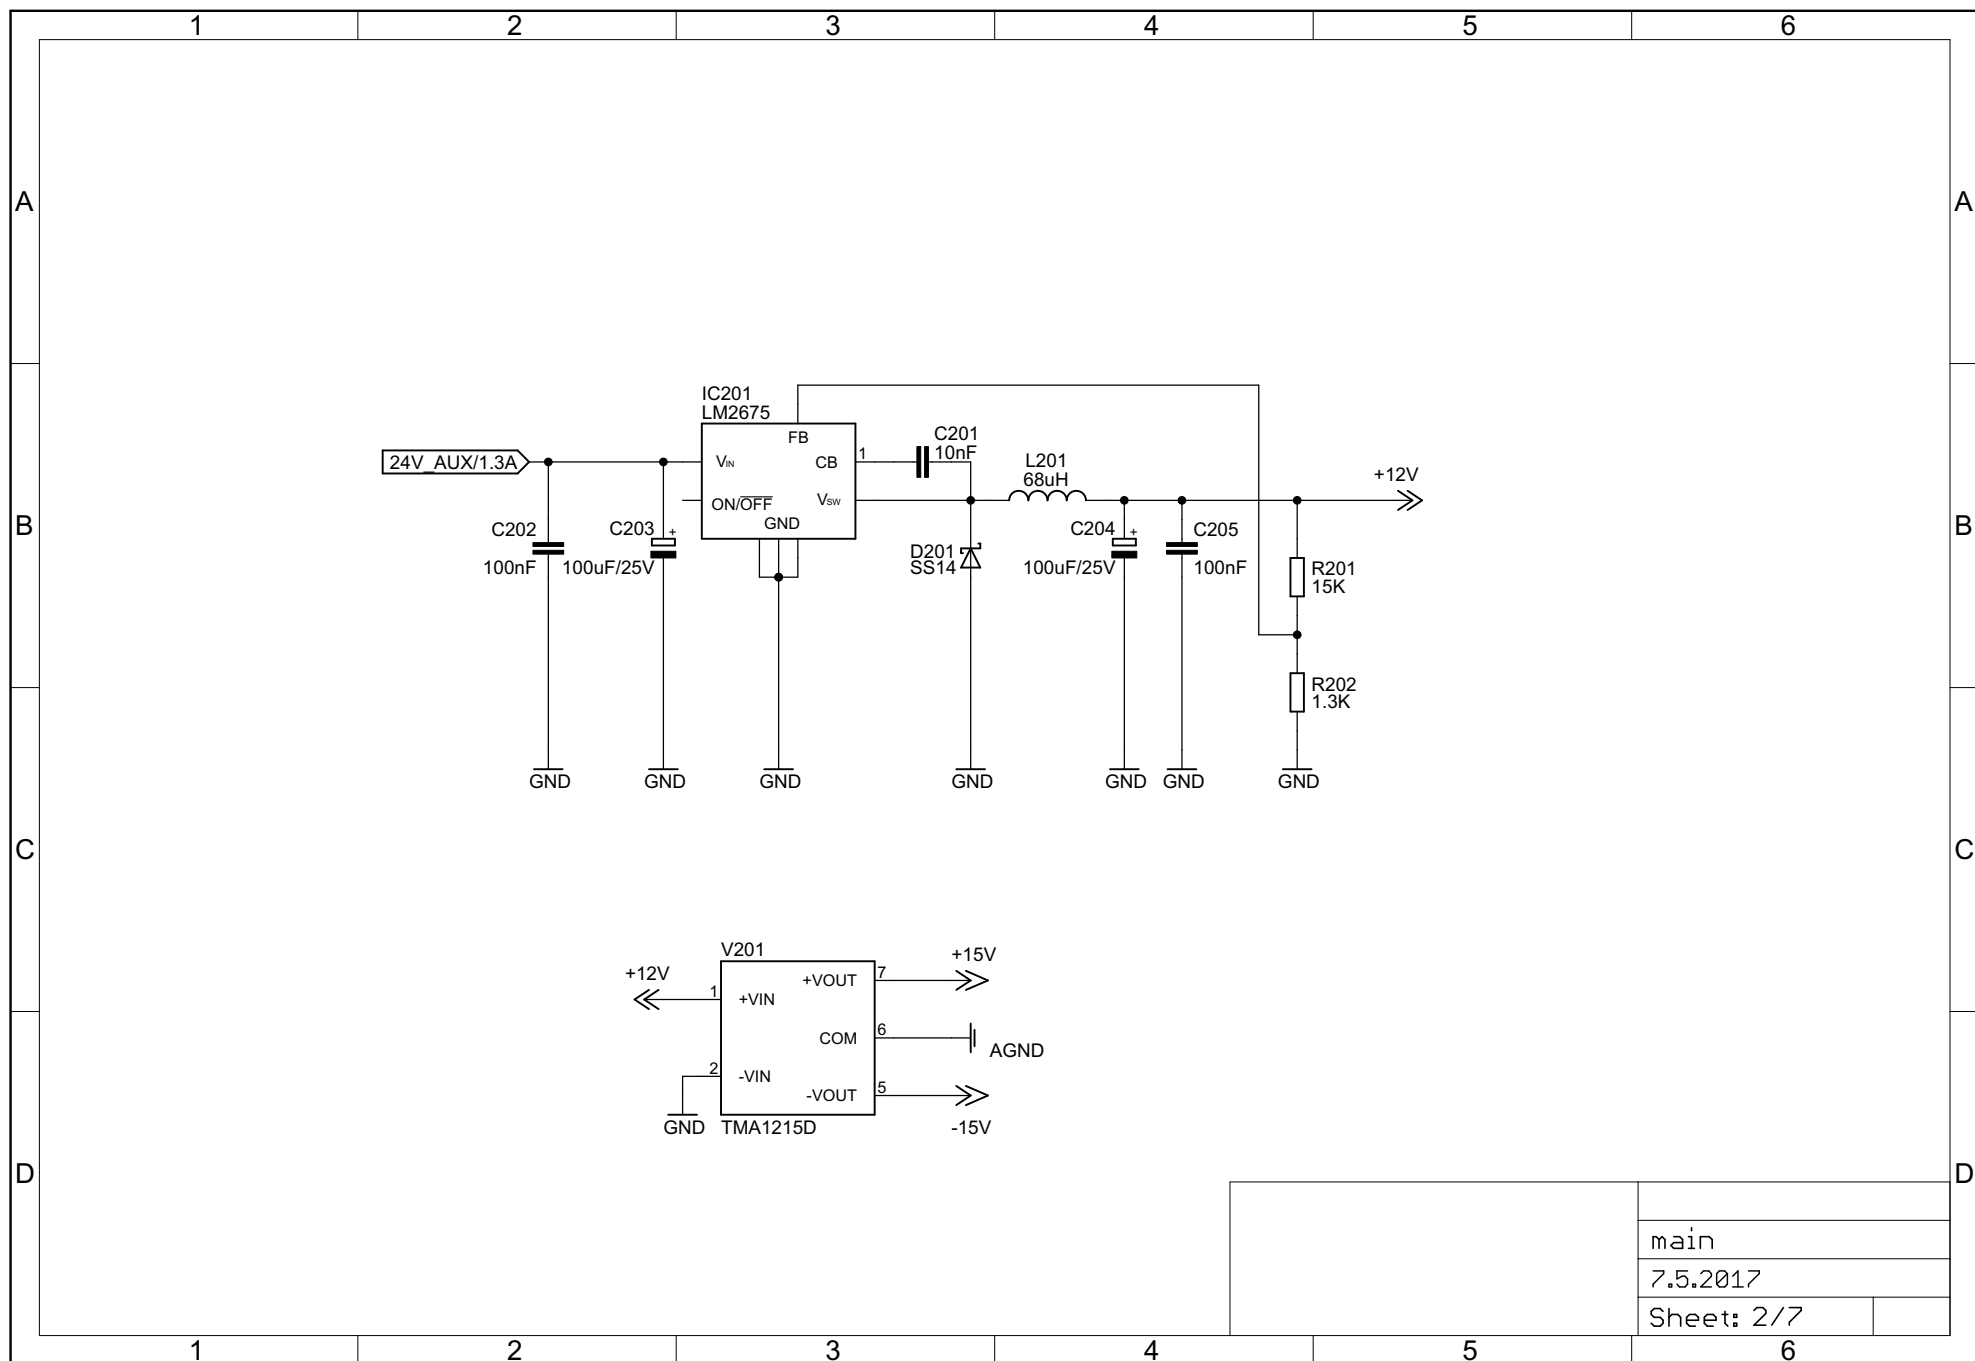 1 2 3 4 5 6
A A
IC201
LM2675
FB
24V_AUX/1.3A
VIN
CB
1
C201
10nF
L201
68uH
+12V
ON/OFF
VSW
GND
B B
C202
100nF
C203
+
100uF/25V
D201
SS14
C204
+
100uF/25V
C205
100nF
R201
15K
R202
1.3K
GND GND GND GND GND GND GND
C C
V201
+12V
1
+VIN
+VOUT
7
+15V
COM
6
AGND
2
-VIN
-VOUT
5
-15V
GND
TMA1215D
D D
main
7.5.2017
Sheet: 2/7
1 2 3 4 5 6